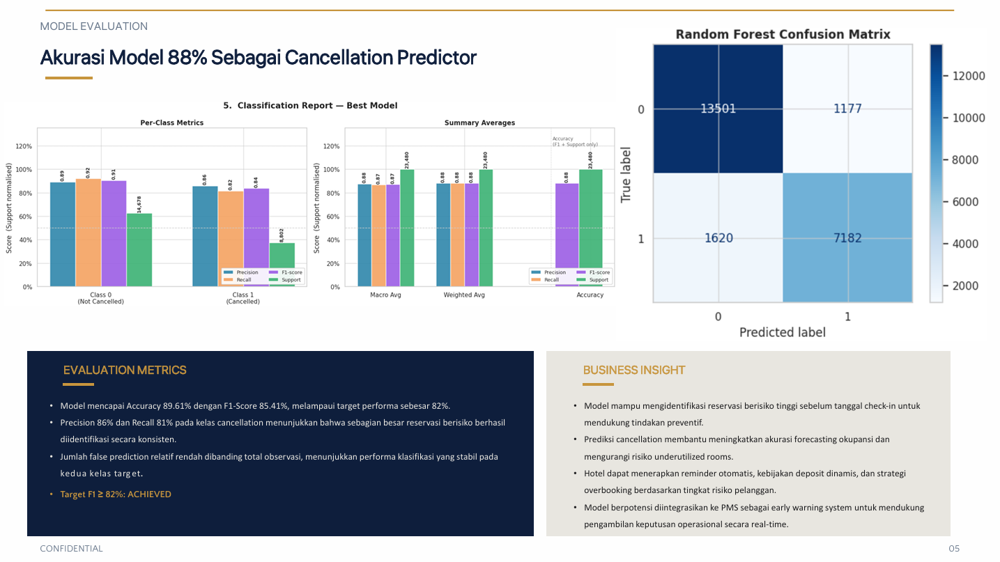 MODEL EVALUATION
Akurasi Model 88% Sebagai Cancellation Predictor
5. Classification Report — Best Model
Per-Class Metrics
Score (Support normalised)
120%
100%
80%
60%
40%
20%
0%
0.89
0.92
0.91
14,678
0.86
0.82
0.84
8,802
Precision
Recall
F1-score
Support
Class 0
(Not Cancelled)
Class 1
(Cancelled)
Summary Averages
Score (Support normalised)
120%
100%
80%
60%
40%
20%
0%
Accuracy
(F1 + Support only)
0.88
0.87
0.87
23,480
0.88
0.88
0.88
23,480
0.88
23,480
Precision
Recall
F1-score
Support
Macro Avg
Weighted Avg
Accuracy
Random Forest Confusion Matrix
True label
0
1
13501
1177
1620
7182
0
1
Predicted label
12000
10000
8000
6000
4000
2000
EVALUATION METRICS
• Model mencapai Accuracy 89.61% dengan F1-Score 85.41%, melampaui target performa sebesar 82%.
• Precision 86% dan Recall 81% pada kelas cancellation menunjukkan bahwa sebagian besar reservasi berisiko berhasil
diidentifikasi secara konsisten.
• Jumlah false prediction relatif rendah dibanding total observasi, menunjukkan performa klasifikasi yang stabil pada
kedua kelas target.
• Target F1 ≥ 82%: ACHIEVED
BUSINESS INSIGHT
• Model mampu mengidentifikasi reservasi berisiko tinggi sebelum tanggal check-in untuk
mendukung tindakan preventif.
• Prediksi cancellation membantu meningkatkan akurasi forecasting okupansi dan
mengurangi risiko underutilized rooms.
• Hotel dapat menerapkan reminder otomatis, kebijakan deposit dinamis, dan strategi
overbooking berdasarkan tingkat risiko pelanggan.
• Model berpotensi diintegrasikan ke PMS sebagai early warning system untuk mendukung
pengambilan keputusan operasional secara real-time.
CONFIDENTIAL
05